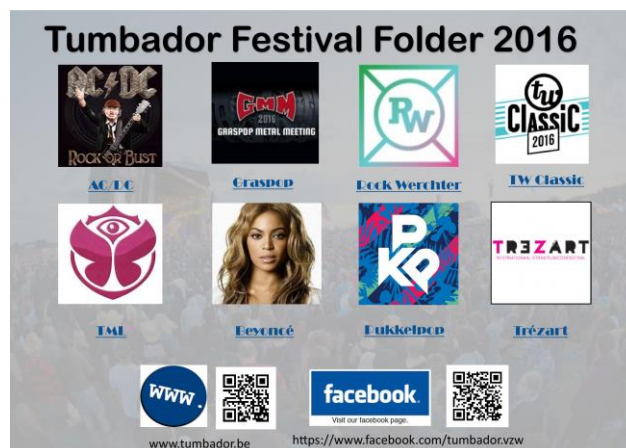 Tumbador Festival Folder 2016
AC/DC
ROCK OR BUST
GMM
2016
GRASPOP METAL MEETING
RW
tw
CLASSIC
2016
AC/DC
Graspop
Rock Werchter
TW Classic
PKP
TREZART
TML
Beyoncé
Pukkelpop
Trézart
www.
facebook.
Visit our facebook page.
www.tumbador.be
https://www.facebook.com/tumbador.vzw